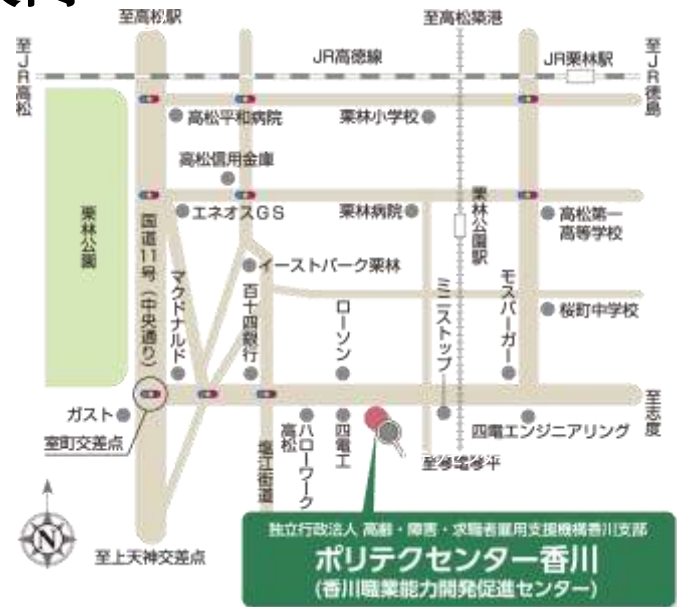 至高松駅
至高松築港
至JR高松
JR高徳線
JR栗林駅
至JR徳島
高松平和病院
栗林小学校
高松信用金庫
栗林公園
エネオスGS
栗林病院
栗林公園駅
高松第一
高等学校
国道11号(中央通り)
マクドナルド
イーストパーク栗林
百十四銀行
ローソン
ミニストップ
モスバーガー
桜町中学校
ガスト
室町交差点
塩江街道
ハローワーク
高松
四電工
四電エンジニアリング
至志度
至琴電琴平
N
至上天神交差点
独立行政法人 高齢・障害・求職者雇用支援機構香川支部
ポリテクセンター香川
(香川職業能力開発促進センター)